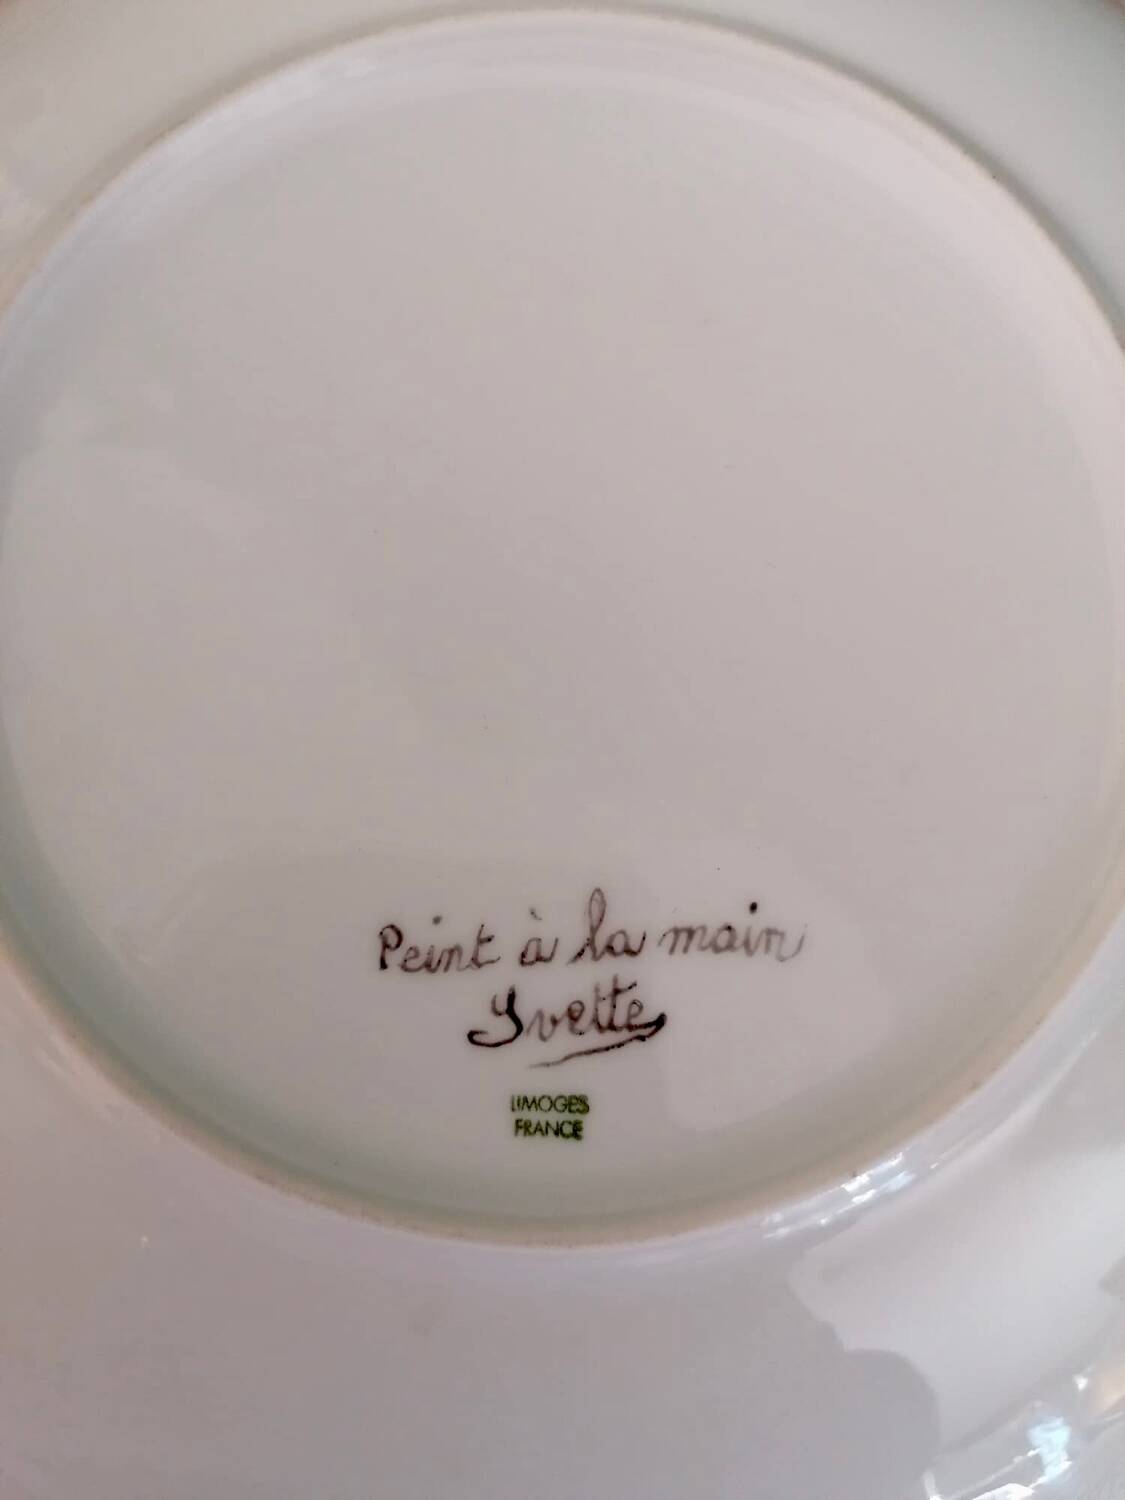 Peint à la main
Yvette
LIMOGES
FRANCE